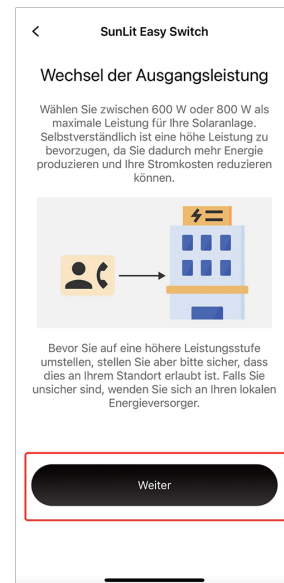 SunLit Easy Switch
Wechsel der Ausgangsleistung
Wählen Sie zwischen 600 W oder 800 W als
maximale Leistung für Ihre Solaranlage.
Selbstverständlich ist eine höhe Leistung zu
bevorzugen, da Sie dadurch mehr Energie
produzieren und Ihre Stromkosten reduzieren
können.
Bevor Sie auf eine höhere Leistungsstufe
umstellen, stellen Sie aber bitte sicher, dass
dies an Ihrem Standort erlaubt ist. Falls Sie
unsicher sind, wenden Sie sich an Ihren lokalen
Energieversorger.
Weiter